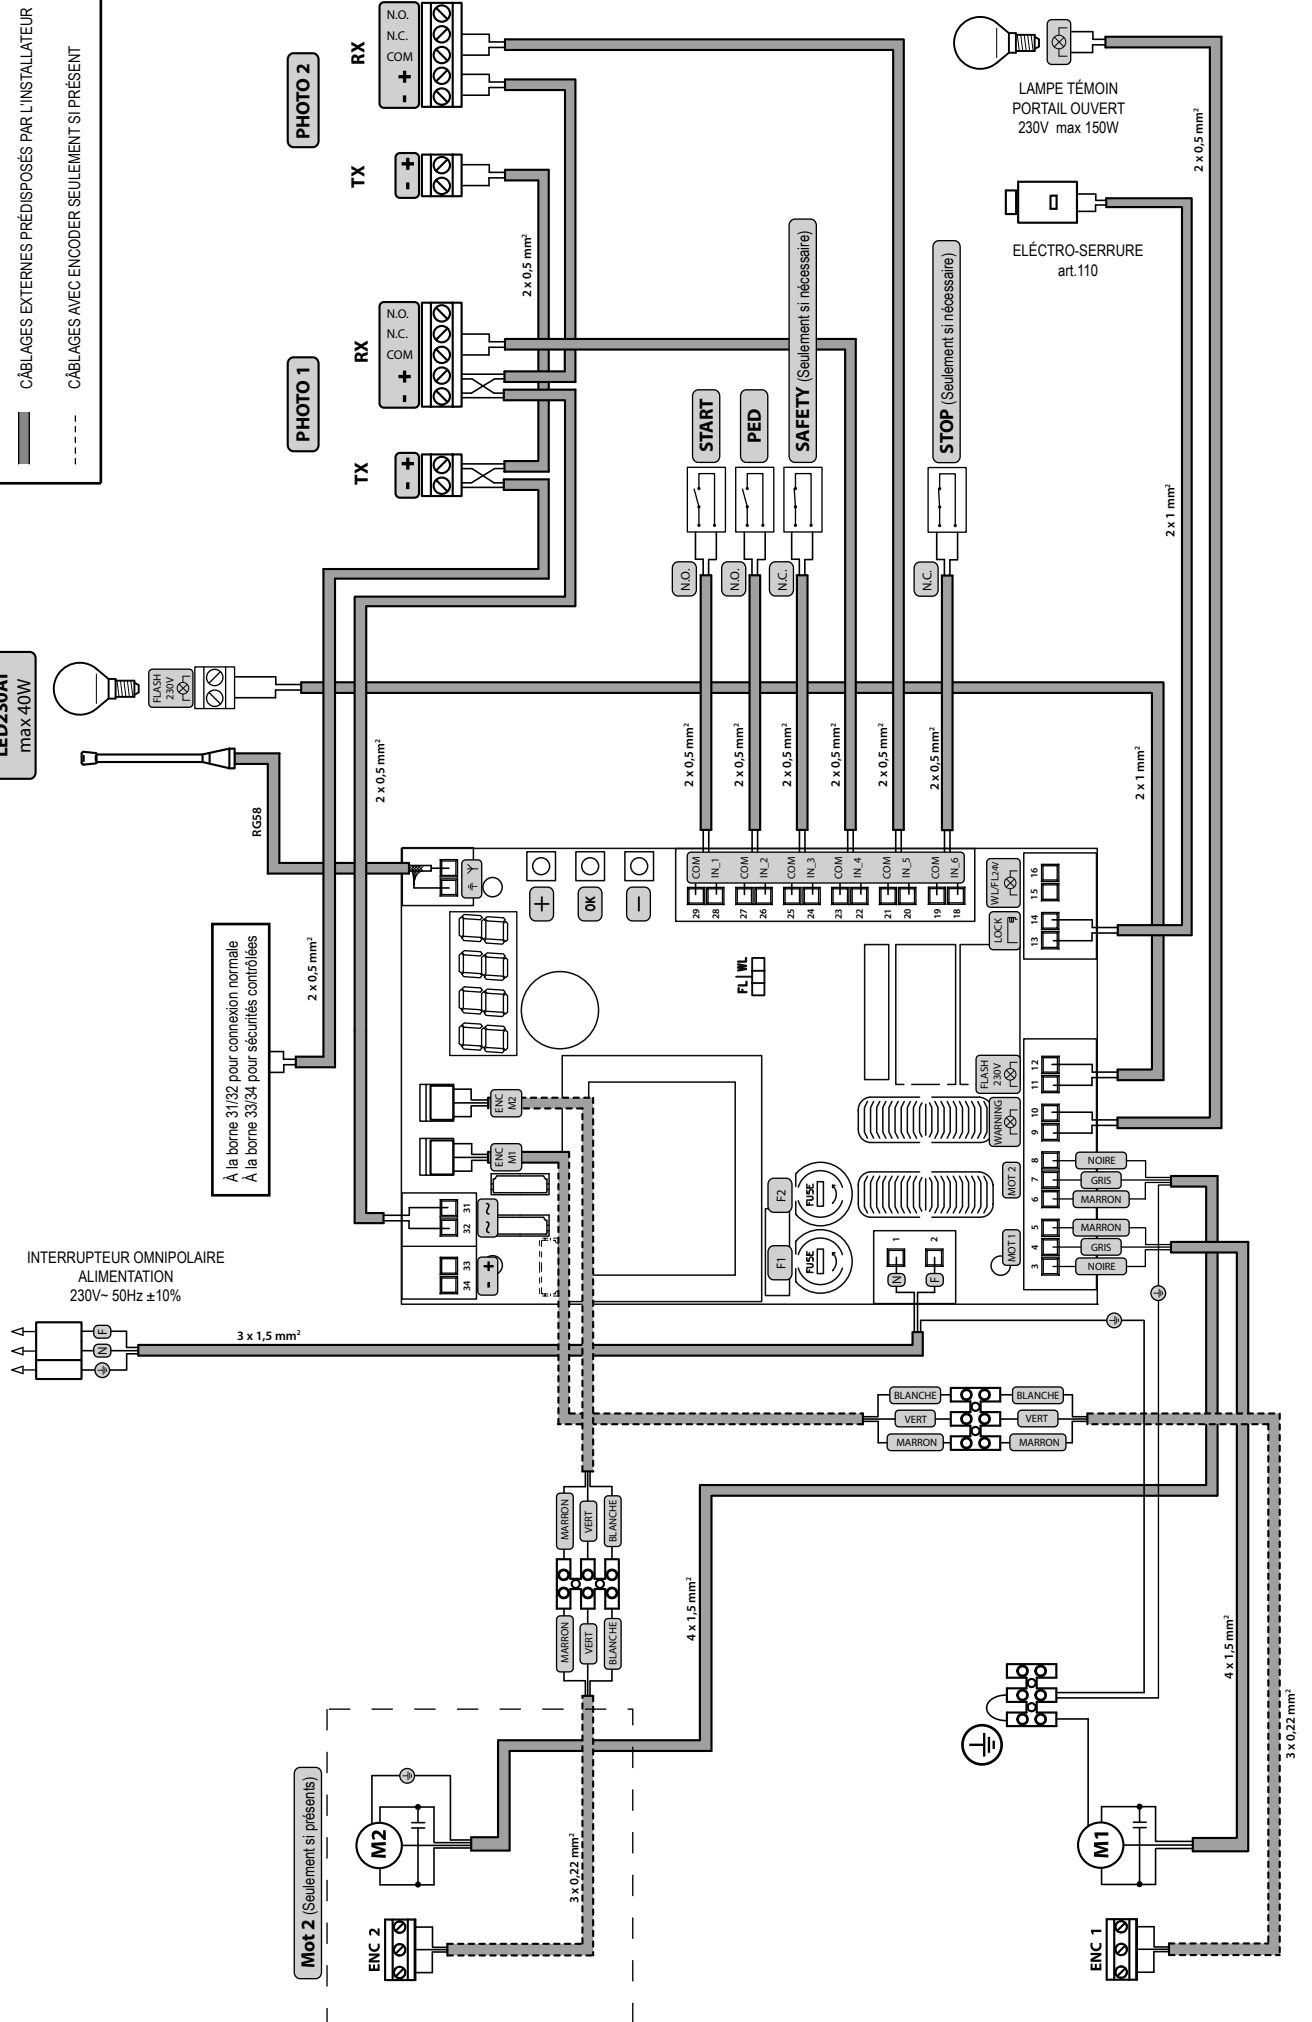 CÂBLAGES EXTERNES PRÉDISPOSÉS PAR L'INSTALLATEUR
CÂBLAGES AVEC ENCODER SEULEMENT SI PRÉSENT
PHOTO 2
RX
N.O.
N.C.
COM
- +
TX
- +
2 x 0,5 mm²
PHOTO 1
RX
N.O.
N.C.
COM
- +
TX
- +
LAMPE TÉMOIN
PORTAIL OUVERT
230V max 150W
2 x 0,5 mm²
ELÉCTRO-SERRURE
art.110
2 x 1 mm²
START
PED
SAFETY (Seulement si nécessaire)
STOP (Seulement si nécessaire)
N.O.
N.O.
N.C.
N.C.
max 40W
FLASH
230V
RG58
2 x 0,5 mm²
2 x 0,5 mm²
2 x 0,5 mm²
2 x 0,5 mm²
2 x 0,5 mm²
2 x 0,5 mm²
2 x 0,5 mm²
2 x 1 mm²
À la borne 31/32 pour connexion normale
À la borne 33/34 pour sécurités contrôlées
2 x 0,5 mm²
Y
+
OK
-
COM
IN_1
COM
IN_2
COM
IN_3
COM
IN_4
COM
IN_5
COM
IN_6
29
28
27
26
25
24
23
22
21
20
19
18
FL | WL
WL/FL24V
16
15
LOCK
14
13
FLASH
230V
12
11
WARNING
10
9
ENC
M2
ENC
M1
31
32
~ ~
33
34
- +
F2
FUSE
F1
FUSE
MOT 2
8
7
6
NOIRE
GRIS
MARRON
MOT 1
5
4
3
MARRON
GRIS
NOIRE
1
2
N
F
INTERRUPTEUR OMNIPOLAIRE
ALIMENTATION
230V~ 50Hz ±10%
F
N
3 x 1,5 mm²
BLANCHE
VERT
MARRON
BLANCHE
VERT
MARRON
MARRON
VERT
BLANCHE
MARRON
VERT
BLANCHE
4 x 1,5 mm²
4 x 1,5 mm²
3 x 0,22 mm²
3 x 0,22 mm²
Mot 2 (Seulement si présents)
M2
ENC 2
M1
ENC 1